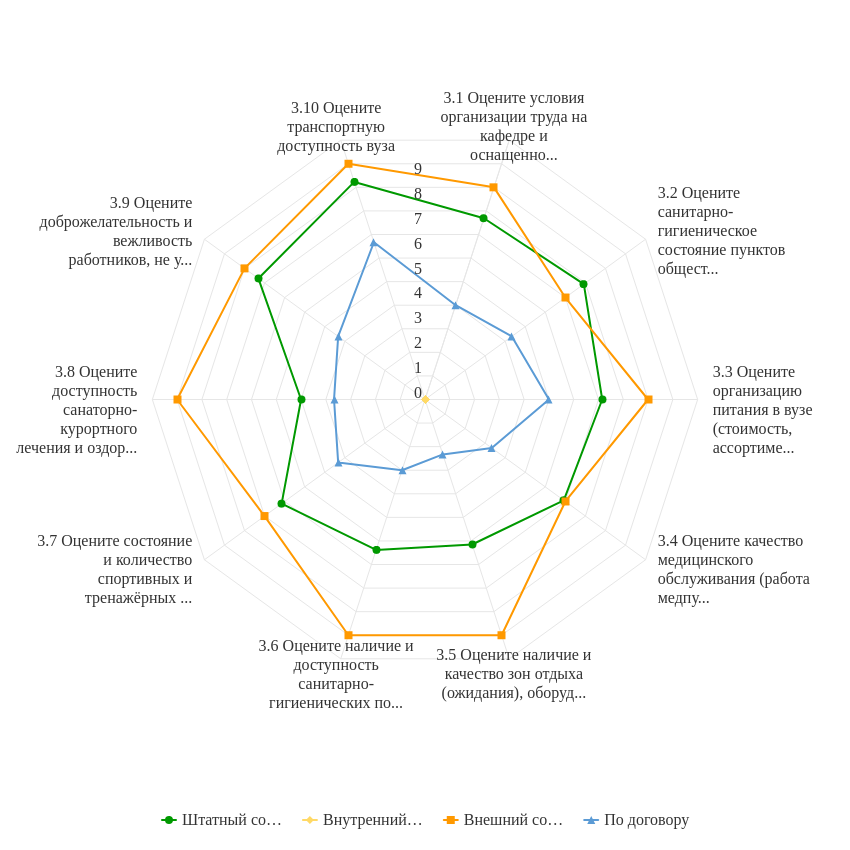 3.1 Оцените условия
организации труда на
кафедре и
оснащенно...
3.2 Оцените
санитарно-
гигиеническое
состояние пунктов
общест...
3.3 Оцените
организацию
питания в вузе
(стоимость,
ассортиме...
3.4 Оцените качество
медицинского
обслуживания (работа
медпу...
3.5 Оцените наличие и
качество зон отдыха
(ожидания), оборуд...
3.6 Оцените наличие и
доступность
санитарно-
гигиенических по...
3.7 Оцените состояние
и количество
спортивных и
тренажёрных ...
3.8 Оцените
доступность
санаторно-
курортного
лечения и оздор...
3.9 Оцените
доброжелательность и
вежливость
работников, не у...
3.10 Оцените
транспортную
доступность вуза
9
8
7
6
5
4
3
2
1
0
Штатный со…
Внутренний…
Внешний со…
По договору